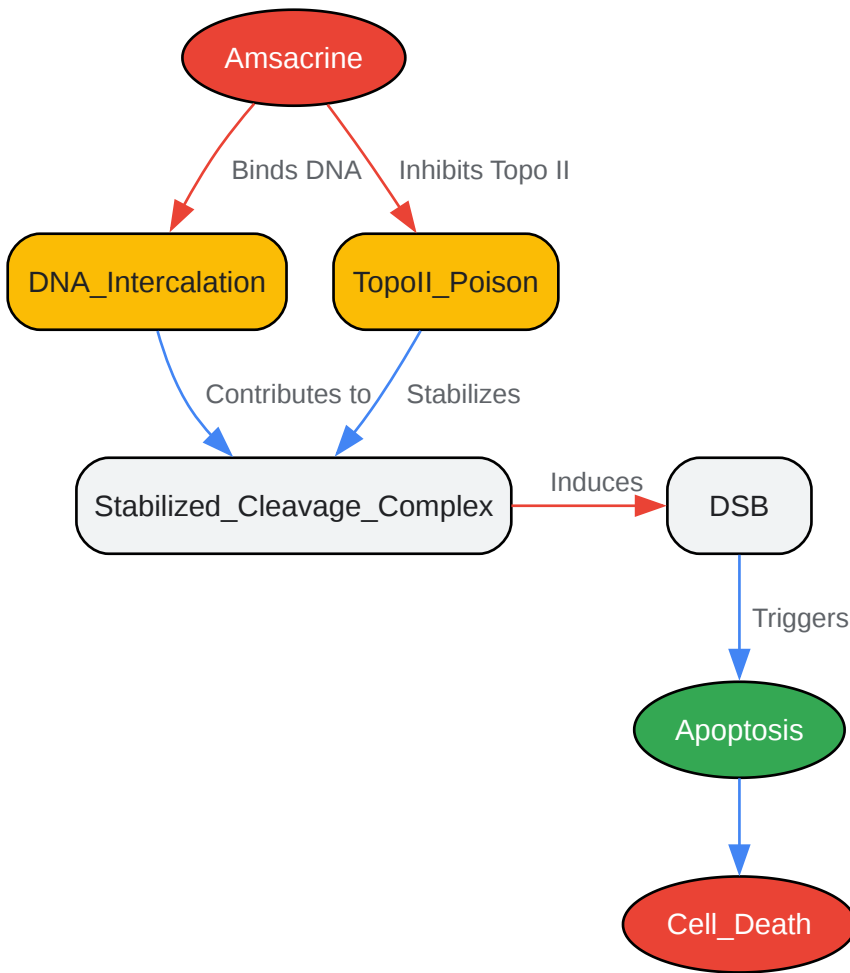 Amsacrine
Binds DNA
Inhibits Topo II
DNA_Intercalation
TopoII_Poison
Contributes to
Stabilizes
Stabilized_Cleavage_Complex
Induces
DSB
Triggers
Apoptosis
Cell_Death